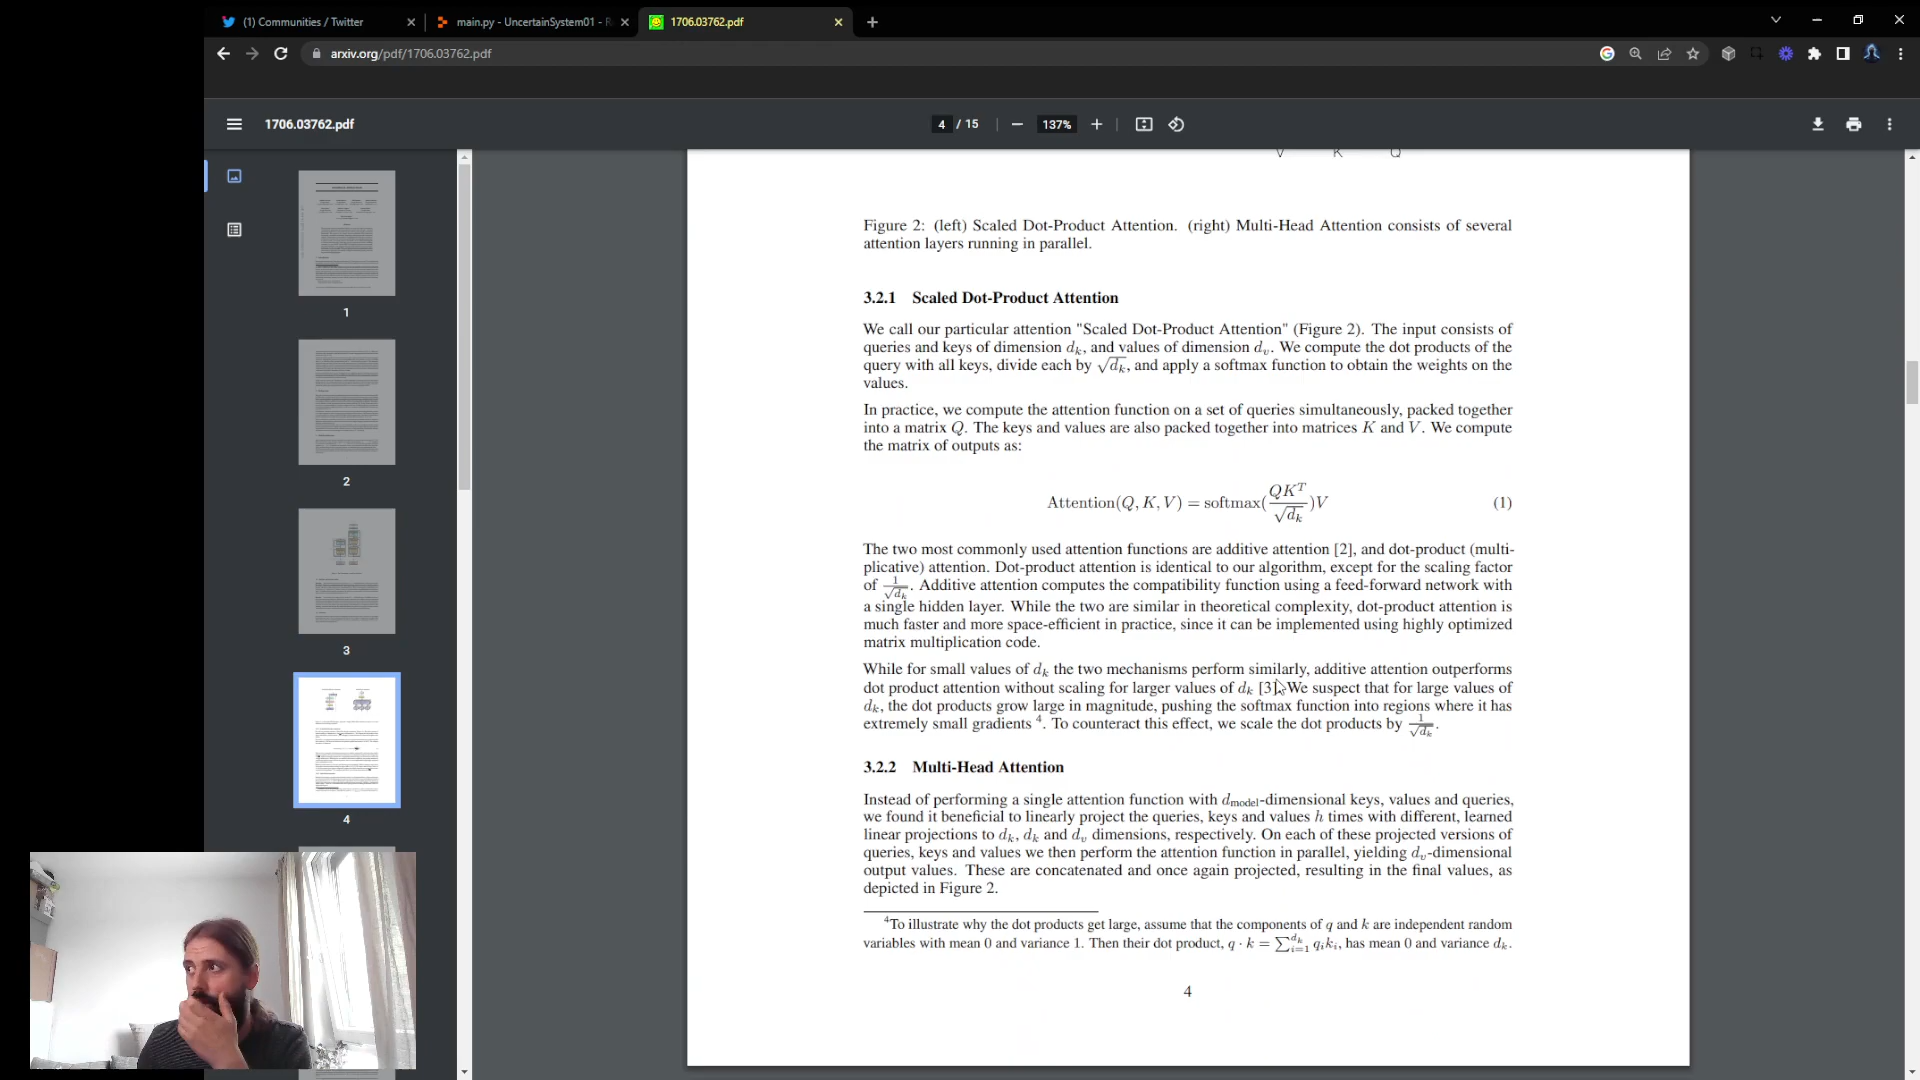 (1) Communities / Twitter
main.py - UncertainSystem01 - R
1706.03762.pdf
arxiv.org/pdf/1706.03762.pdf
1706.03762.pdf
4 / 15
137%
V K Q
Figure 2: (left) Scaled Dot-Product Attention. (right) Multi-Head Attention consists of several
attention layers running in parallel.
3.2.1 Scaled Dot-Product Attention
We call our particular attention "Scaled Dot-Product Attention" (Figure 2). The input consists of
queries and keys of dimension dₖ, and values of dimension dᵥ. We compute the dot products of the
query with all keys, divide each by √dₖ, and apply a softmax function to obtain the weights on the
values.
In practice, we compute the attention function on a set of queries simultaneously, packed together
into a matrix Q. The keys and values are also packed together into matrices K and V. We compute
the matrix of outputs as:
Attention(Q, K, V) = softmax(QKᵀ/√dₖ)V (1)
The two most commonly used attention functions are additive attention [2], and dot-product (multi-
plicative) attention. Dot-product attention is identical to our algorithm, except for the scaling factor
of 1/√dₖ. Additive attention computes the compatibility function using a feed-forward network with
a single hidden layer. While the two are similar in theoretical complexity, dot-product attention is
much faster and more space-efficient in practice, since it can be implemented using highly optimized
matrix multiplication code.
While for small values of dₖ the two mechanisms perform similarly, additive attention outperforms
dot product attention without scaling for larger values of dₖ [3]. We suspect that for large values of
dₖ, the dot products grow large in magnitude, pushing the softmax function into regions where it has
extremely small gradients ⁴. To counteract this effect, we scale the dot products by 1/√dₖ.
3.2.2 Multi-Head Attention
Instead of performing a single attention function with d_model-dimensional keys, values and queries,
we found it beneficial to linearly project the queries, keys and values h times with different, learned
linear projections to dₖ, dₖ and dᵥ dimensions, respectively. On each of these projected versions of
queries, keys and values we then perform the attention function in parallel, yielding dᵥ-dimensional
output values. These are concatenated and once again projected, resulting in the final values, as
depicted in Figure 2.
⁴To illustrate why the dot products get large, assume that the components of q and k are independent random
variables with mean 0 and variance 1. Then their dot product, q · k = ∑ᵢ₌₁^dₖ qᵢkᵢ, has mean 0 and variance dₖ.
4
1
2
3
4